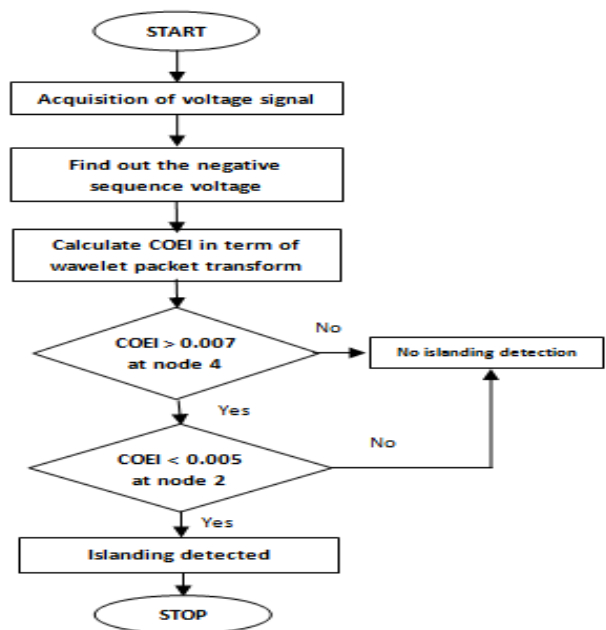 START
Acquisition of voltage signal
Find out the negative
sequence voltage
Calculate COEI in term of
wavelet packet transform
COEI > 0.007
at node 4
No
No islanding detection
Yes
COEI < 0.005
at node 2
No
Yes
Islanding detected
STOP